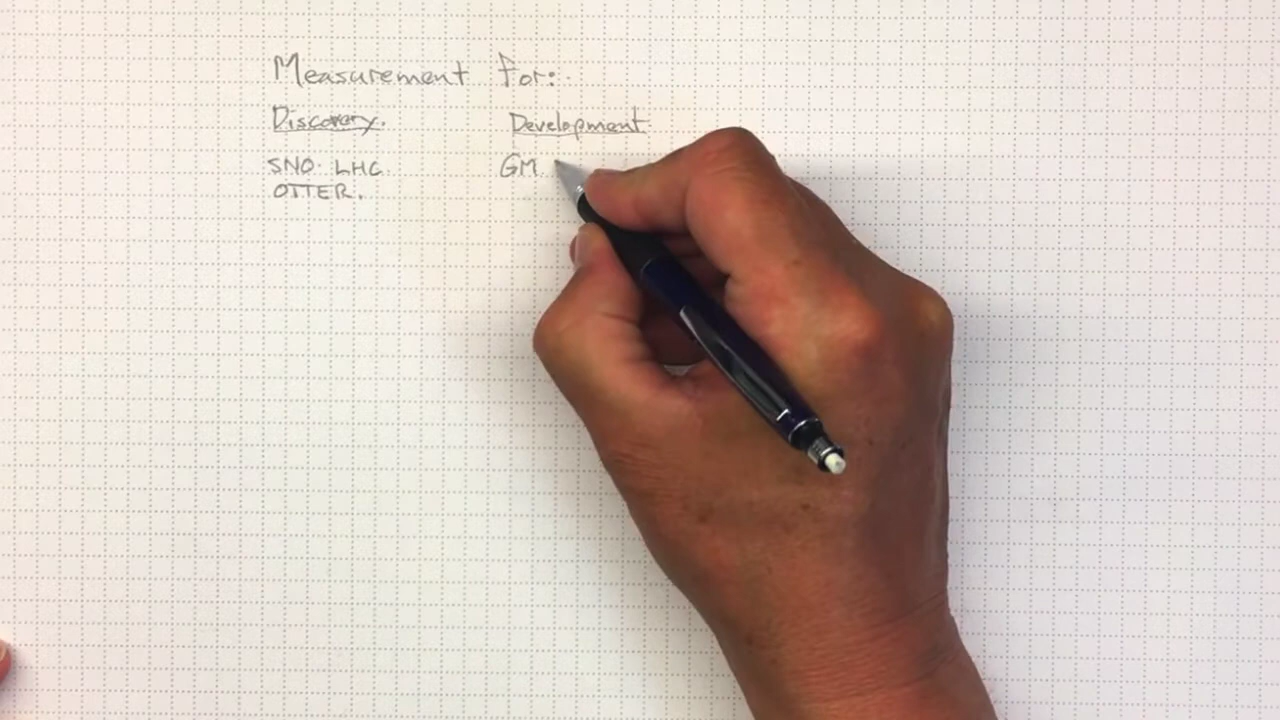 Measurement for:
Discovery. Development
SNO LHC GM
OTTER.